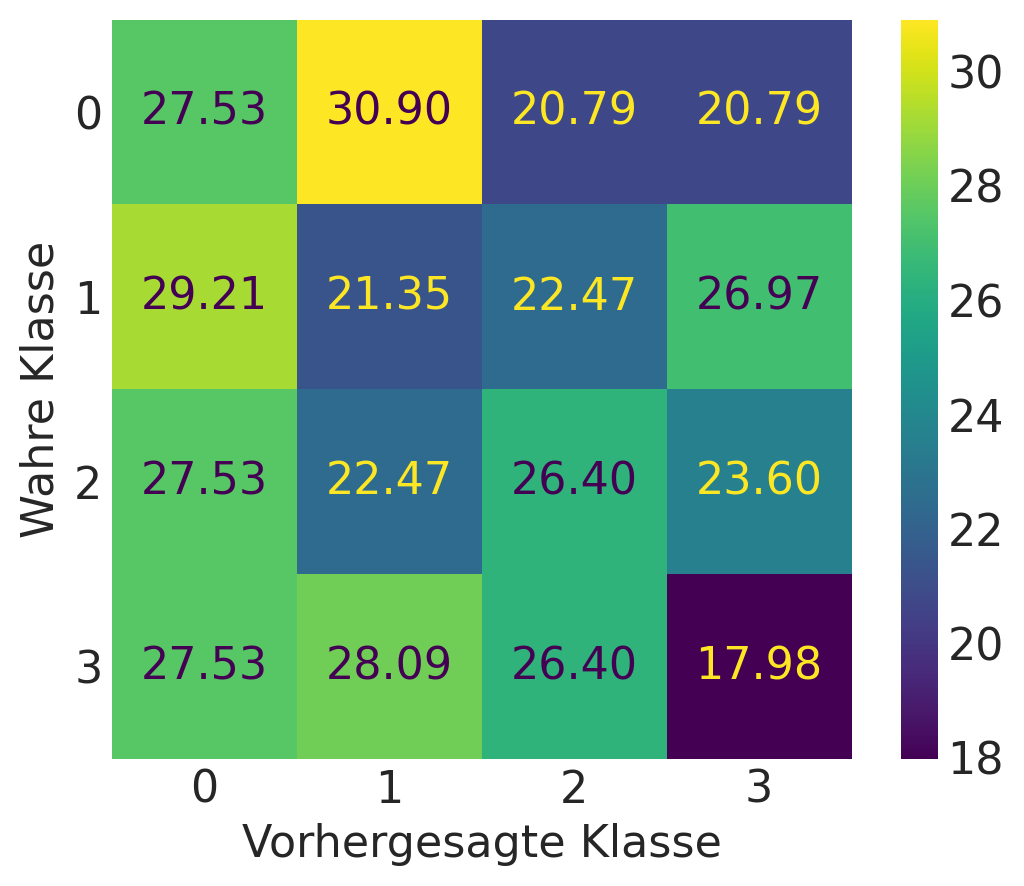 0 27.53 30.90 20.79 20.79
1 29.21 21.35 22.47 26.97
2 27.53 22.47 26.40 23.60
3 27.53 28.09 26.40 17.98
0 1 2 3
Vorhergesagte Klasse
Wahre Klasse
30
28
26
24
22
20
18